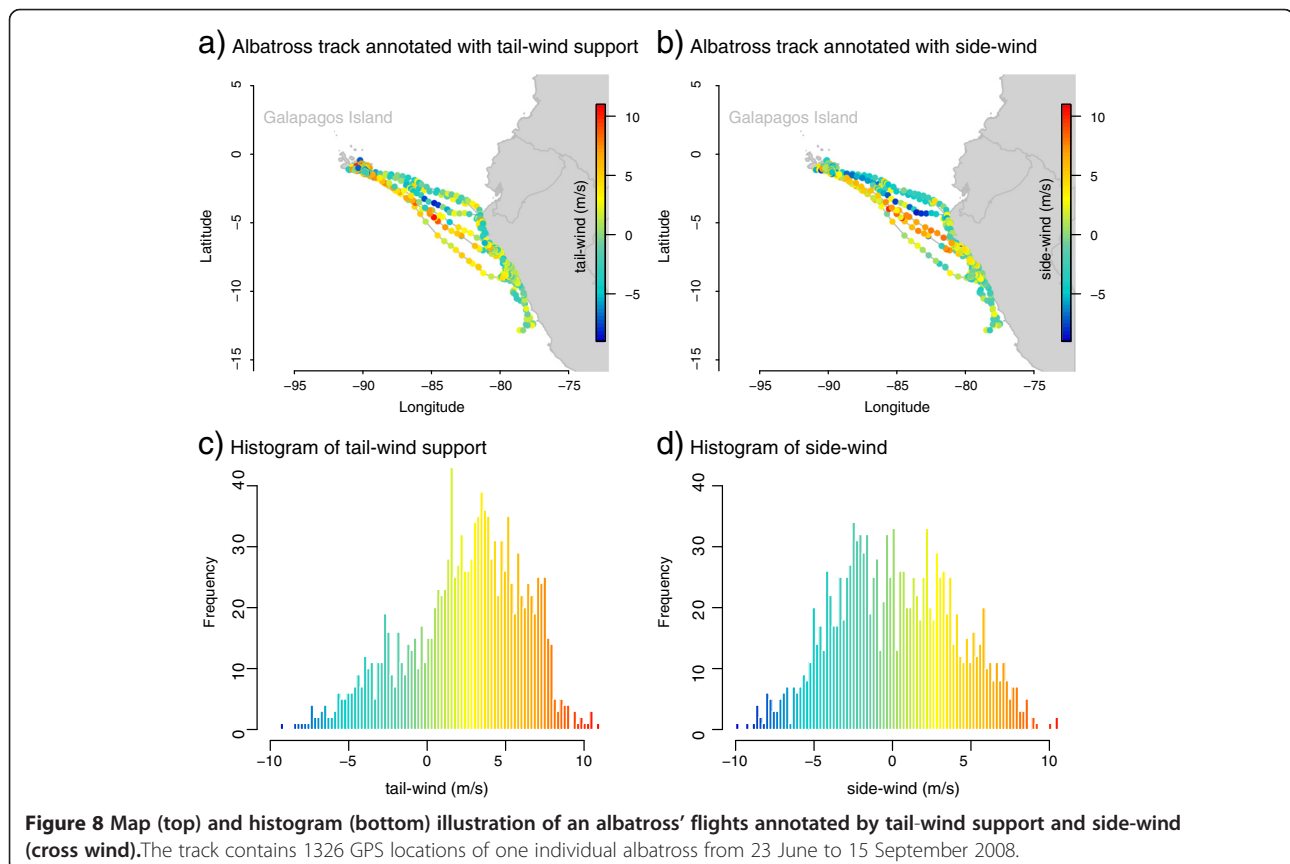 a) Albatross track annotated with tail-wind support
5
0
−5
−10
−15
Latitude
Galapagos Island
10
5
0
−5
tail-wind (m/s)
−95 −90 −85 −80 −75
Longitude
b) Albatross track annotated with side-wind
5
0
−5
−10
−15
Latitude
Galapagos Island
10
5
0
−5
side-wind (m/s)
−95 −90 −85 −80 −75
Longitude
c) Histogram of tail-wind support
40
30
20
10
0
Frequency
−10 −5 0 5 10
tail-wind (m/s)
d) Histogram of side-wind
40
30
20
10
0
Frequency
−10 −5 0 5 10
side-wind (m/s)
Figure 8 Map (top) and histogram (bottom) illustration of an albatross’ flights annotated by tail-wind support and side-wind
(cross wind).The track contains 1326 GPS locations of one individual albatross from 23 June to 15 September 2008.